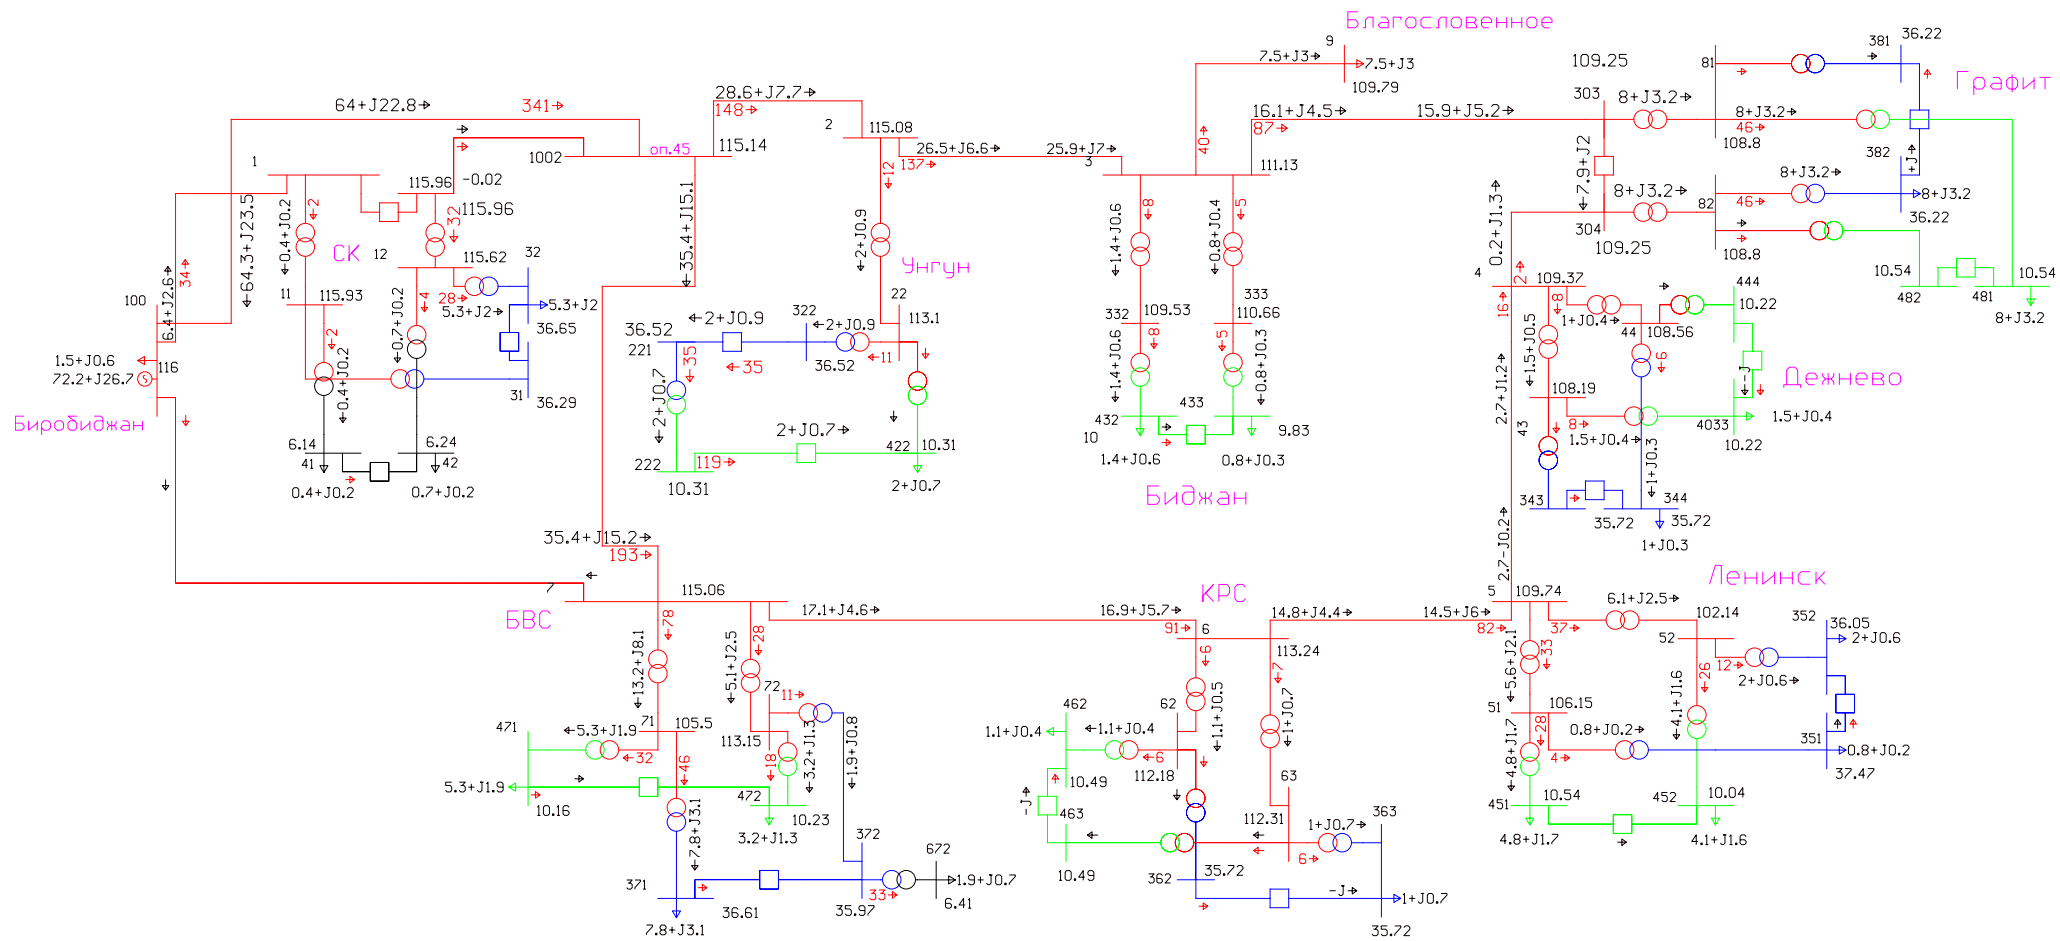 Благословенное
9
7.5+J3
7.5+J3
109.79
109.25
81
381
36.22
Графит
64+J22.8
341
28.6+J7.7
148
2
115.08
16.1+J4.5
87
15.9+J5.2
303
8+J3.2
8+J3.2
46
108.8
1
1002
оп.45
115.14
26.5+J6.6
137
25.9+J7
3
111.13
40
-7.9+J2
382
+J
115.96
-0.02
115.96
12
2
32
8+J3.2
82
8+J3.2
46
8+J3.2
36.22
64.3+J23.5
0.4+J0.2
СК
12
115.62
32
35.4+J15.1
2+J0.9
Унгун
1.4+J0.6
8
0.8+J0.4
5
304
109.25
108.8
0.2+J1.3
2
34
6.4+J2.6
100
11
115.93
28
5.3+J2
5.3+J2
36.65
4
0.7+J0.2
4
109.37
16
8
1+J0.4
444
10.22
10.54
482
481
10.54
8+J3.2
36.52
221
2+J0.9
322
2+J0.9
22
113.1
332
109.53
333
110.66
44
108.56
1.5+J0.5
6
-J
Дежнево
2
35
35
36.52
11
8
5
1.5+J0.6
116
72.2+J26.7
Биробиджан
0.4+J0.2
31
36.29
2+J0.7
1.4+J0.6
0.8+J0.3
2.7+J1.2
108.19
43
8
1.5+J0.4
4033
1.5+J0.4
10.22
6.14
41
6.24
42
0.4+J0.2
0.7+J0.2
2+J0.7
119
222
10.31
422
10.31
2+J0.7
432
433
10
9.83
1.4+J0.6
0.8+J0.3
Биджан
1+J0.3
343
344
35.72
35.72
1+J0.3
35.4+J15.2
193
2.7-J0.2
7
115.06
БВС
17.1+J4.6
16.9+J5.7
КРС
91
6
113.24
14.8+J4.4
14.5+J6
82
5
109.74
6.1+J2.5
37
Ленинск
102.14
52
352
36.05
2+J0.6
78
28
13.2+J8.1
5.1+J2.5
6
7
1.1+J0.5
1+J0.7
33
5.6+J2.1
12
2+J0.6
26
4.1+J1.6
72
11
471
5.3+J1.9
71
105.5
32
46
113.15
18
3.2+J1.3
1.9+J0.8
462
1.1+J0.4
1.1+J0.4
62
6
112.18
10.49
63
51
106.15
28
4.8+J1.7
0.8+J0.2
4
351
0.8+J0.2
37.47
5.3+J1.9
10.16
472
10.23
3.2+J1.3
-J
463
112.31
1+J0.7
363
6
451
10.54
452
10.04
4.8+J1.7
4.1+J1.6
7.8+J3.1
372
672
10.49
35.72
362
371
36.61
35.97
33
1.9+J0.7
6.41
-J
1+J0.7
35.72
7.8+J3.1